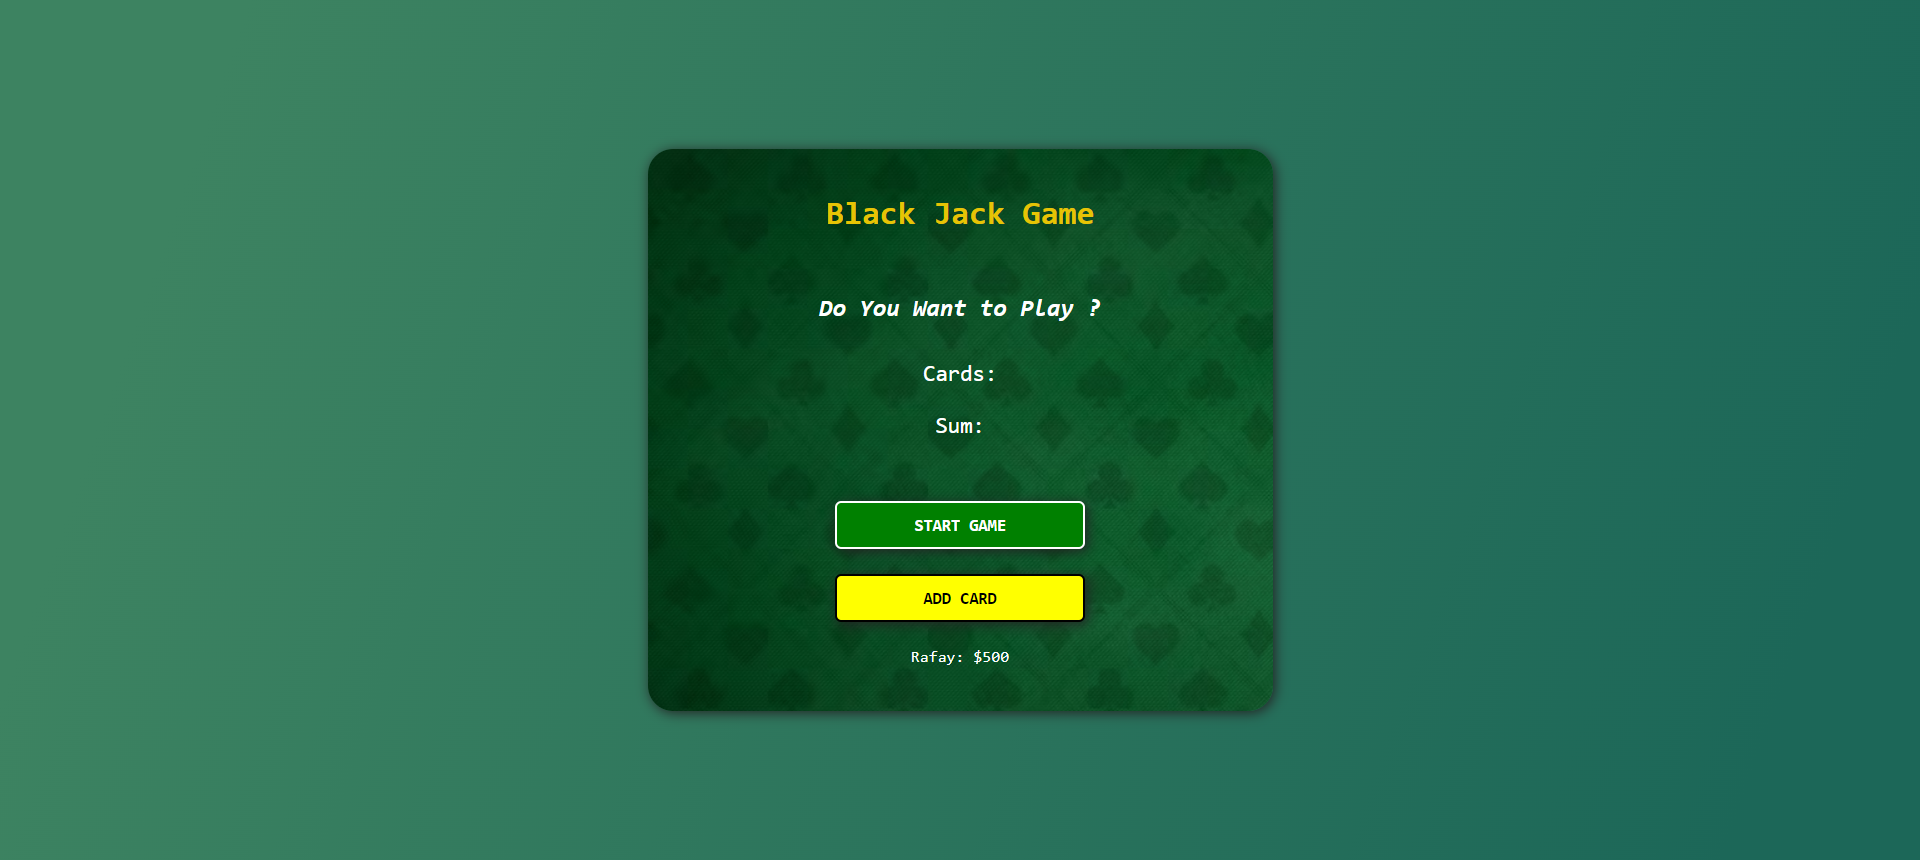 Black Jack Game
Do You Want to Play ?
Cards:
Sum:
START GAME
ADD CARD
Rafay: $500